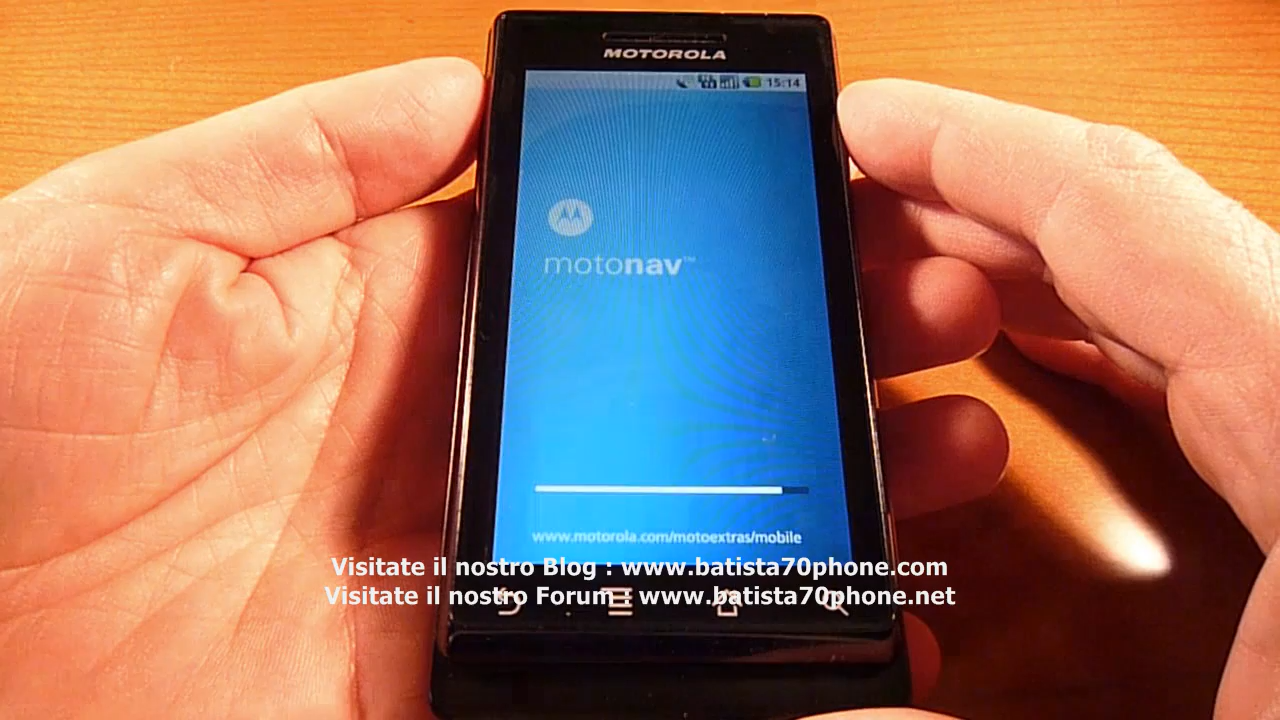 MOTOROLA
15:14
motonav™
www.motorola.com/motoextras/mobile
Visitate il nostro Blog : www.batista70phone.com
Visitate il nostro Forum : www.batista70phone.net